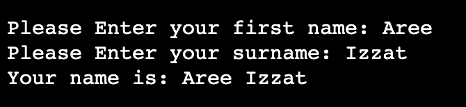 Please Enter your first name: Aree
Please Enter your surname: Izzat
Your name is: Aree Izzat